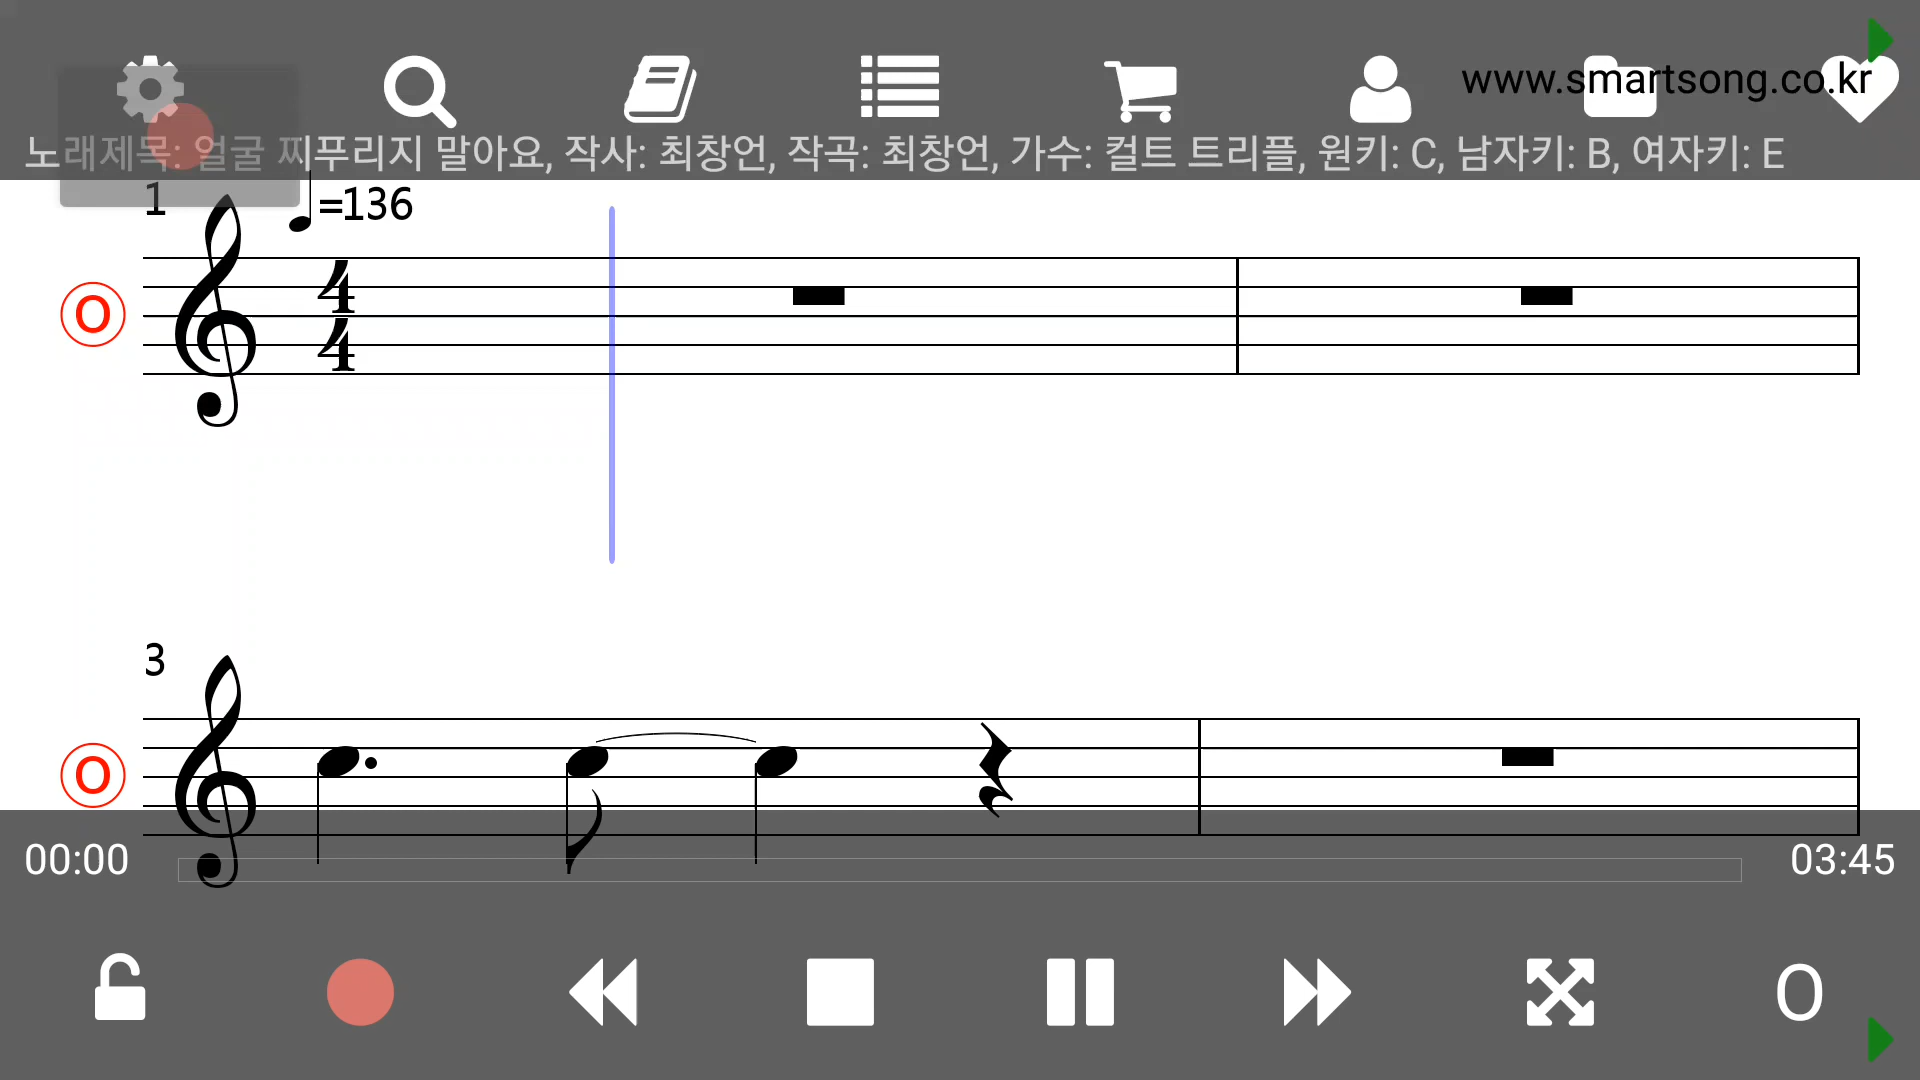 www.smartsong.co.kr
노래제목: 얼굴 찌푸리지 말아요, 작사: 최창언, 작곡: 최창언, 가수: 컬트 트리플, 원키: C, 남자키: B, 여자키: E
1
=136
4
4
O
3
O
00:00
03:45
O